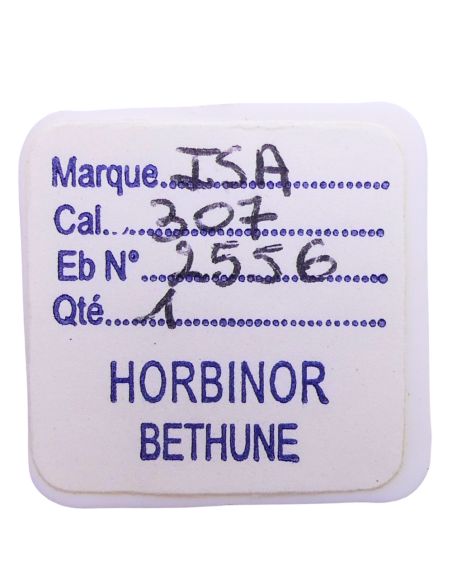 Marque..ISA
Cal...307
Eb N°...2556
Qté.....1
HORBINOR
BETHUNE